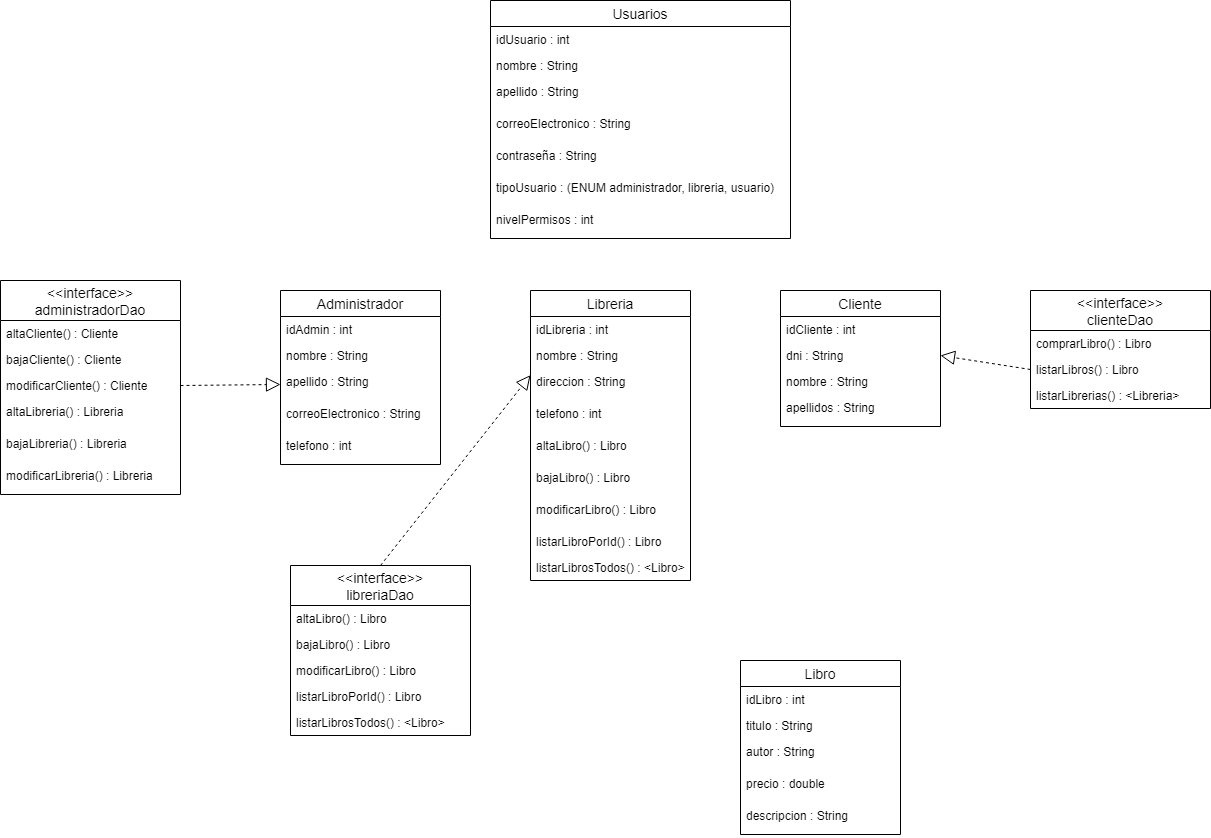 Usuarios
idUsuario : int
nombre : String
apellido : String
correoElectronico : String
contraseña : String
tipoUsuario : (ENUM administrador, libreria, usuario)
nivelPermisos : int
<<interface>>
administradorDao
altaCliente() : Cliente
bajaCliente() : Cliente
modificarCliente() : Cliente
altaLibreria() : Libreria
bajaLibreria() : Libreria
modificarLibreria() : Libreria
Administrador
idAdmin : int
nombre : String
apellido : String
correoElectronico : String
telefono : int
Libreria
idLibreria : int
nombre : String
direccion : String
telefono : int
altaLibro() : Libro
bajaLibro() : Libro
modificarLibro() : Libro
listarLibroPorId() : Libro
listarLibrosTodos() : <Libro>
Cliente
idCliente : int
dni : String
nombre : String
apellidos : String
<<interface>>
clienteDao
comprarLibro() : Libro
listarLibros() : Libro
listarLibrerias() : <Libreria>
<<interface>>
libreriaDao
altaLibro() : Libro
bajaLibro() : Libro
modificarLibro() : Libro
listarLibroPorId() : Libro
listarLibrosTodos() : <Libro>
Libro
idLibro : int
titulo : String
autor : String
precio : double
descripcion : String